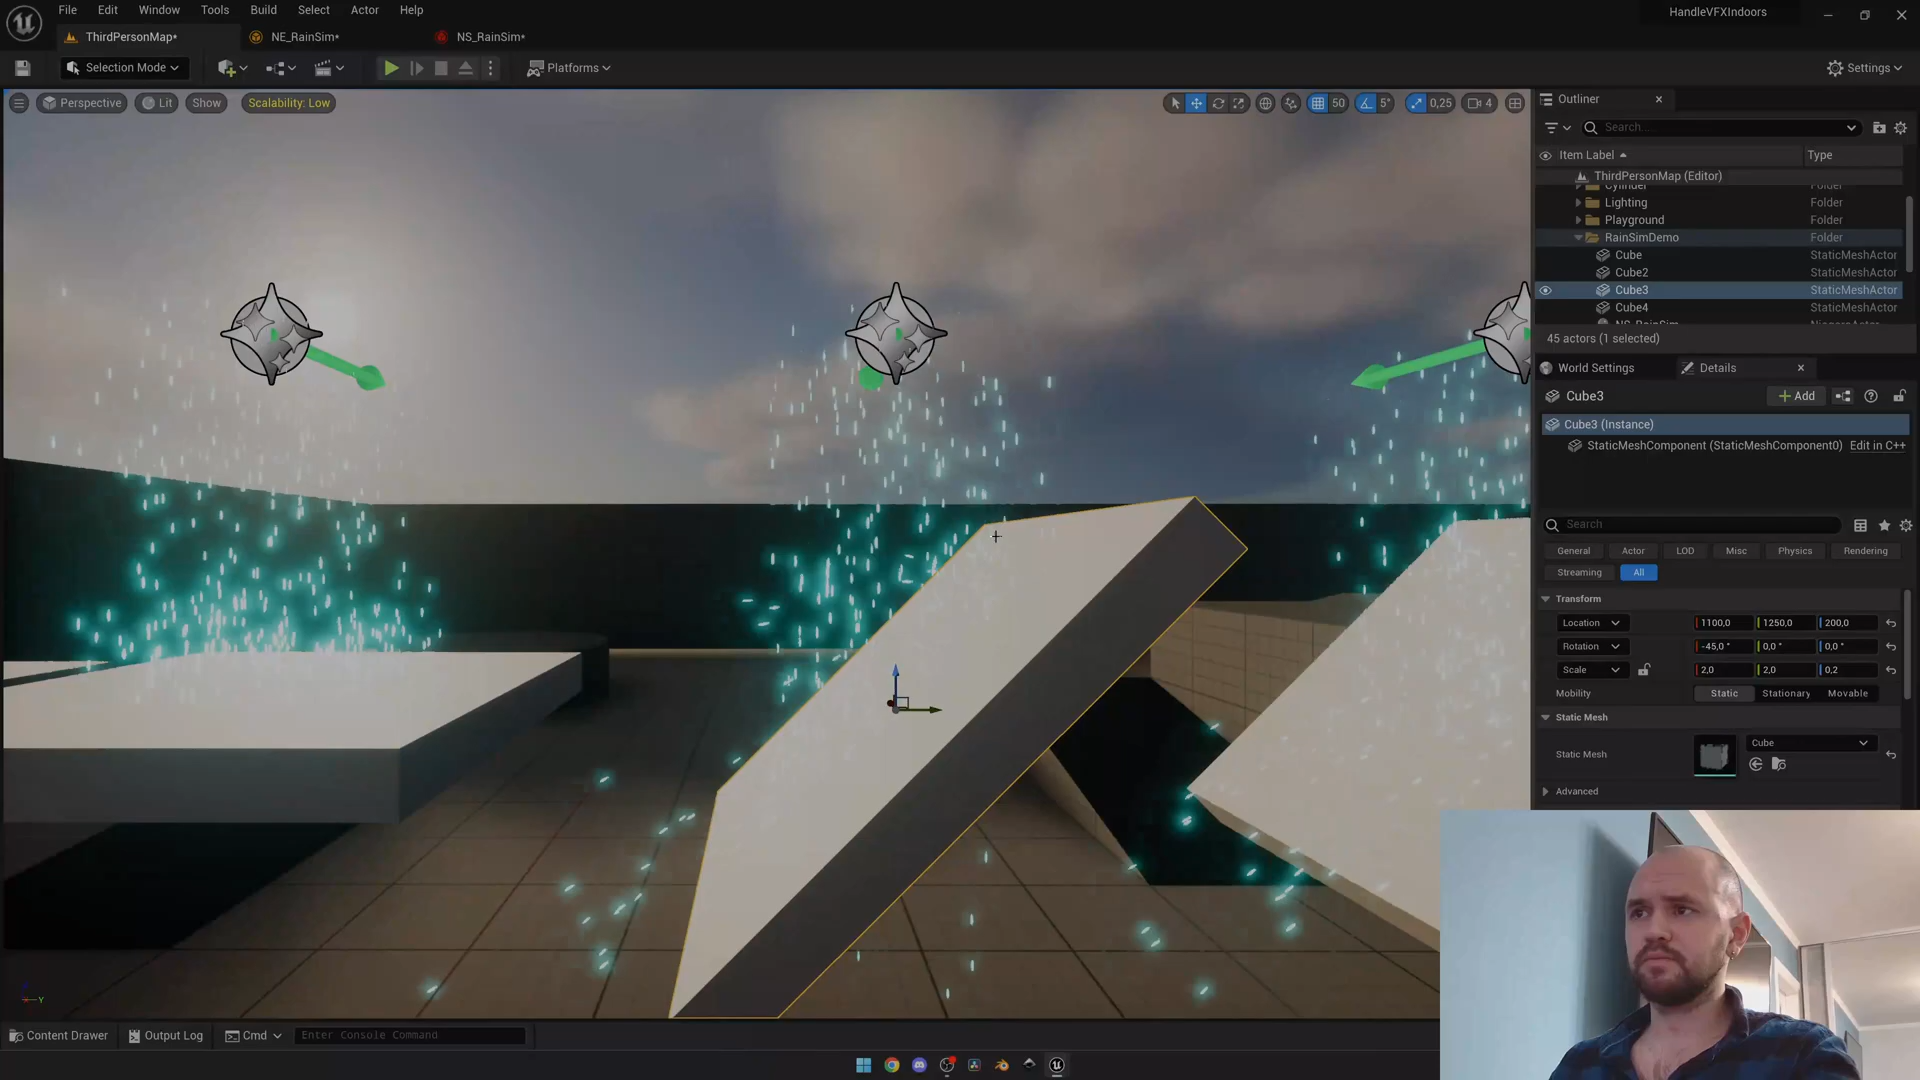 File Edit Window Tools Build Select Actor Help
HandleVFXIndoors
ThirdPersonMap* NE_RainSim* NS_RainSim*
Selection Mode Platforms Settings
Perspective Lit Show Scalability: Low 50 5° 0,25 4
Outliner
Search...
Item Label Type
ThirdPersonMap (Editor)
Cylinder Folder
Lighting Folder
Playground Folder
RainSimDemo Folder
Cube StaticMeshActor
Cube2 StaticMeshActor
Cube3 StaticMeshActor
Cube4 StaticMeshActor
NS_RainSim NiagaraActor
45 actors (1 selected)
World Settings Details
Cube3 Add
Cube3 (Instance)
StaticMeshComponent (StaticMeshComponent0) Edit in C++
Search
General Actor LOD Misc Physics Rendering
Streaming All
Transform
Location 1100,0 1250,0 200,0
Rotation -45,0 ° 0,0 ° 0,0 °
Scale 2,0 2,0 0,2
Mobility Static Stationary Movable
Static Mesh
Static Mesh Cube
Advanced
Y
Content Drawer Output Log Cmd Enter Console Command